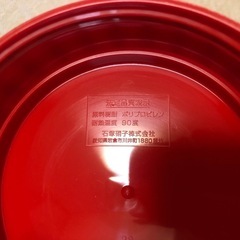 原料樹脂 ポリプロピレン
耐熱温度 90度
石塚硝子株式会社
愛知県岩倉市川井町1880番地